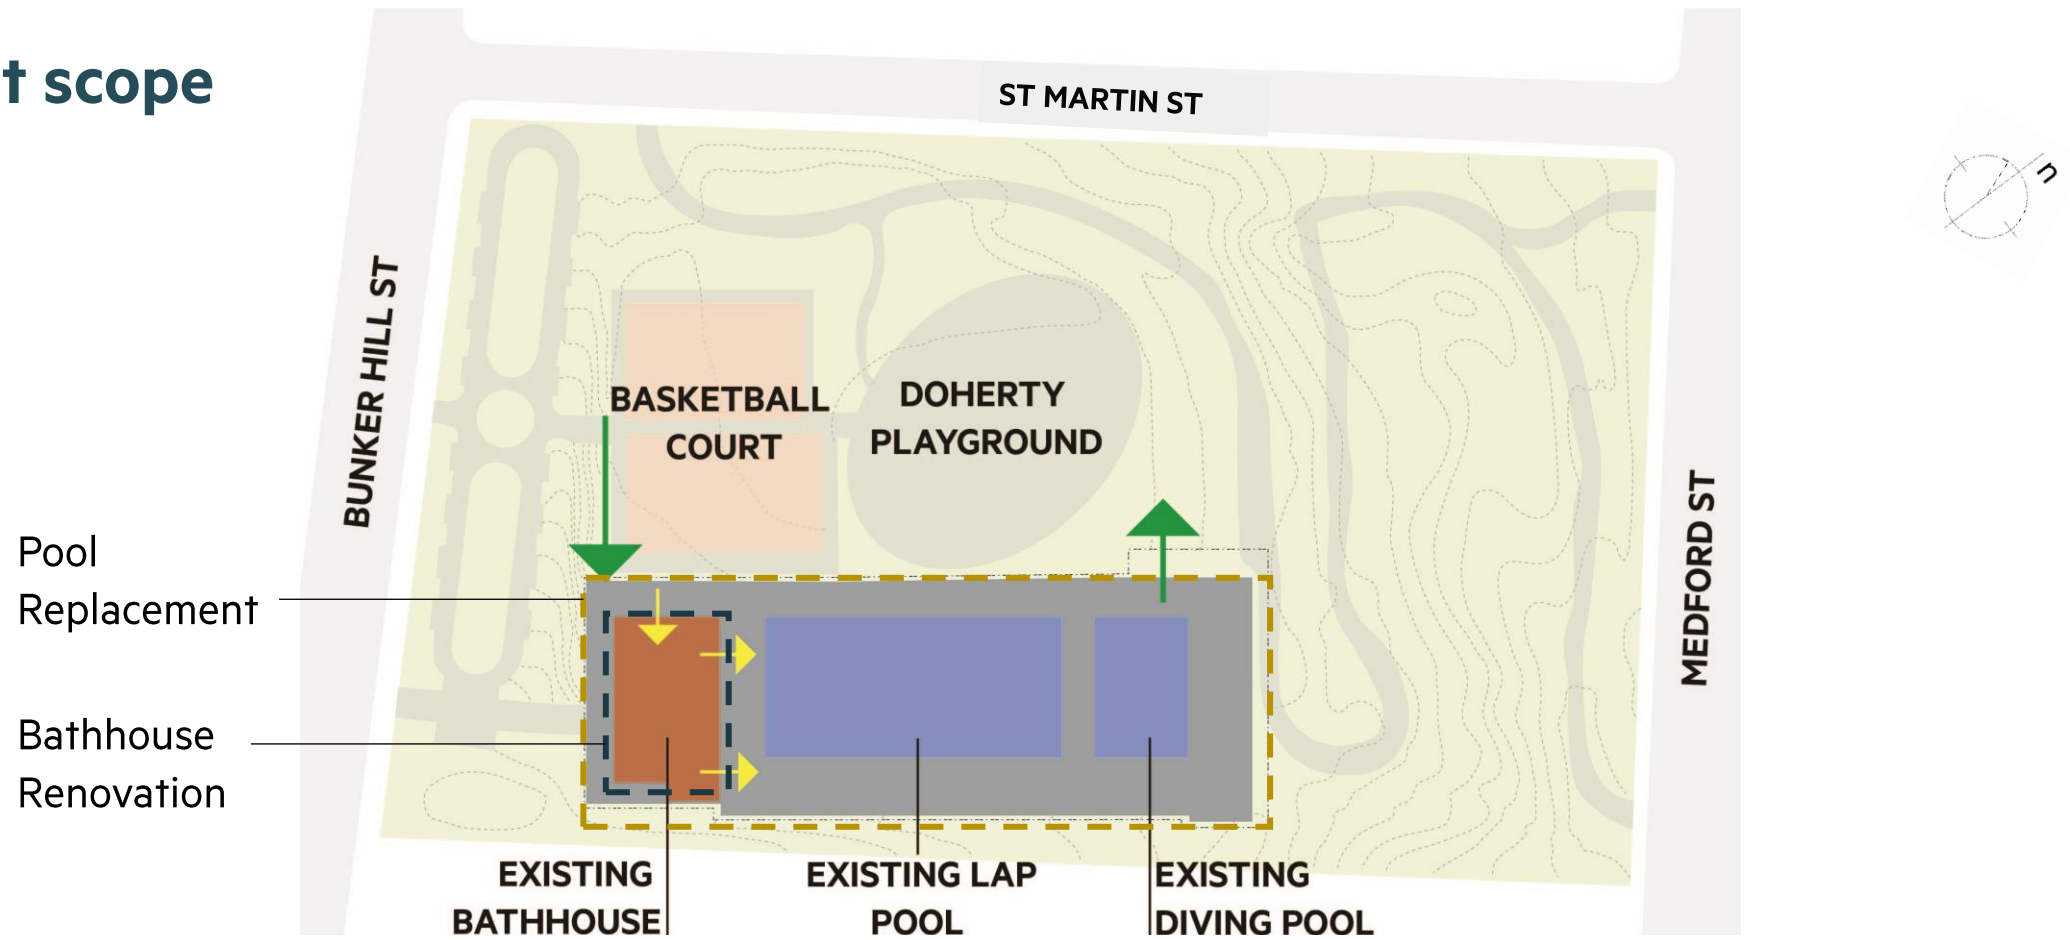 t scope
ST MARTIN ST
n
BUNKER HILL ST
BASKETBALL
COURT
DOHERTY
PLAYGROUND
MEDFORD ST
Pool
Replacement
Bathhouse
Renovation
EXISTING
BATHHOUSE
EXISTING LAP
POOL
EXISTING
DIVING POOL